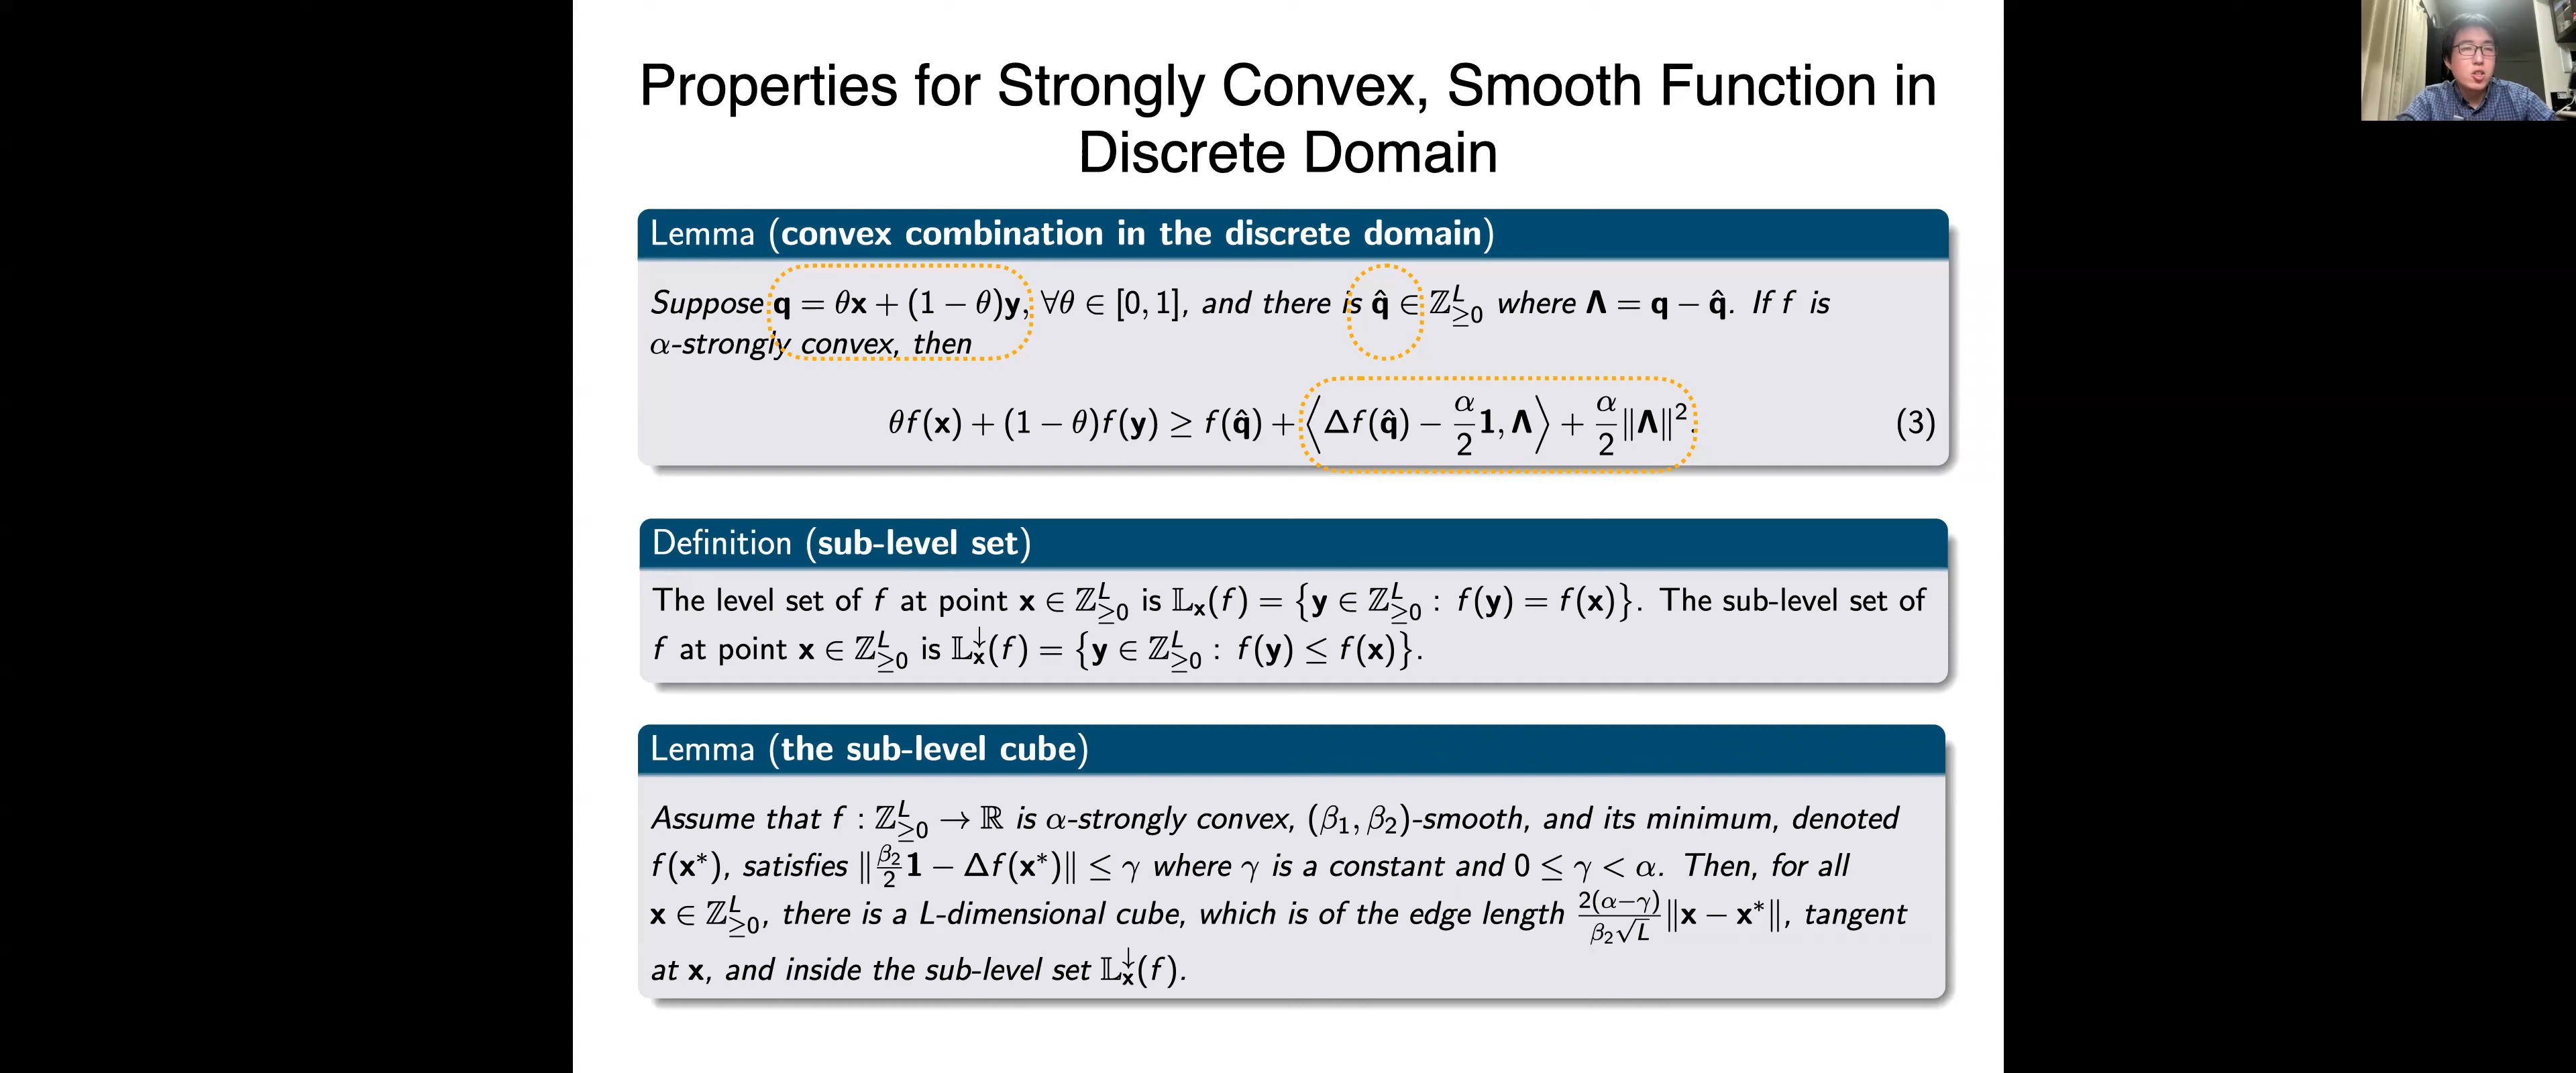 Properties for Strongly Convex, Smooth Function in
Discrete Domain
Lemma (convex combination in the discrete domain)
Suppose q = θx + (1 − θ)y, ∀θ ∈ [0, 1], and there is q̂ ∈ ℤ^L_≥0 where Λ = q − q̂. If f is
α-strongly convex, then
θf(x) + (1 − θ)f(y) ≥ f(q̂) + ⟨Δf(q̂) − α/2 1, Λ⟩ + α/2 ‖Λ‖². (3)
Definition (sub-level set)
The level set of f at point x ∈ ℤ^L_≥0 is 𝕃_x(f) = {y ∈ ℤ^L_≥0 : f(y) = f(x)}. The sub-level set of
f at point x ∈ ℤ^L_≥0 is 𝕃^↓_x(f) = {y ∈ ℤ^L_≥0 : f(y) ≤ f(x)}.
Lemma (the sub-level cube)
Assume that f : ℤ^L_≥0 → ℝ is α-strongly convex, (β₁, β₂)-smooth, and its minimum, denoted
f(x*), satisfies ‖β₂/2 1 − Δf(x*)‖ ≤ γ where γ is a constant and 0 ≤ γ < α. Then, for all
x ∈ ℤ^L_≥0, there is a L-dimensional cube, which is of the edge length 2(α−γ)/β₂√L ‖x − x*‖, tangent
at x, and inside the sub-level set 𝕃^↓_x(f).